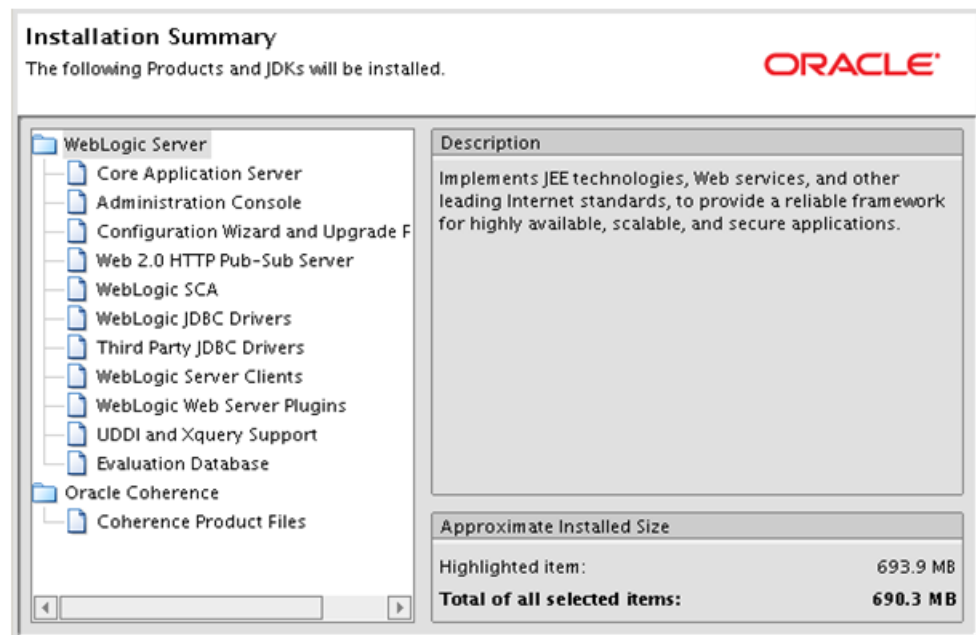 Installation Summary
The following Products and JDKs will be installed.
ORACLE
WebLogic Server
Core Application Server
Administration Console
Configuration Wizard and Upgrade F
Web 2.0 HTTP Pub-Sub Server
WebLogic SCA
WebLogic JDBC Drivers
Third Party JDBC Drivers
WebLogic Server Clients
WebLogic Web Server Plugins
UDDI and Xquery Support
Evaluation Database
Oracle Coherence
Coherence Product Files
Description
Implements JEE technologies, Web services, and other
leading Internet standards, to provide a reliable framework
for highly available, scalable, and secure applications.
Approximate Installed Size
Highlighted item: 693.9 MB
Total of all selected items: 690.3 MB